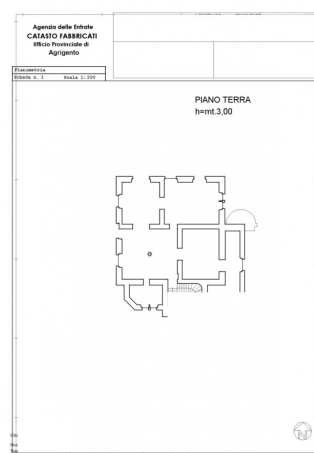 Agenzia delle Entrate
CATASTO FABBRICATI
Ufficio Provinciale di
Agrigento
Planimetria
Scheda n. 1 Scala 1:200
PIANO TERRA
h=mt.3,00
N